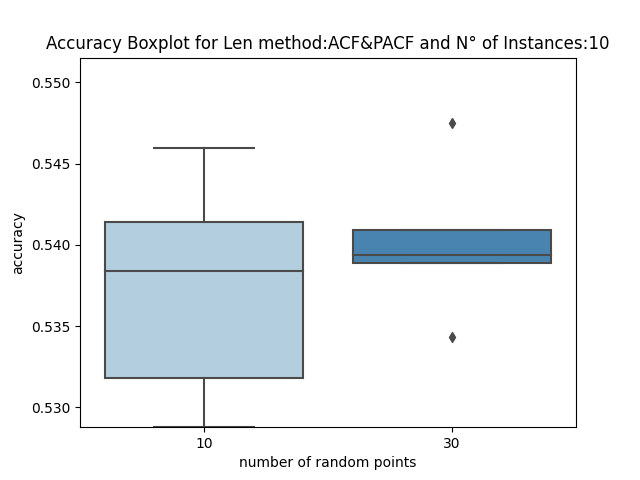 Accuracy Boxplot for Len method:ACF&PACF and N° of Instances:10
0.550
0.545
0.540
0.535
0.530
accuracy
10 30
number of random points